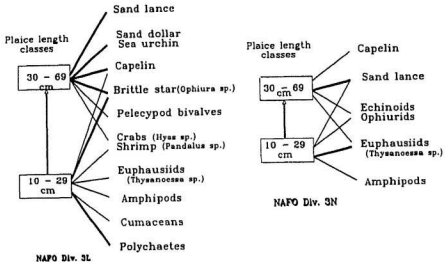 Plaice length
classes
30 - 69
cm
10 - 29
cm
Sand lance
Sand dollar
Sea urchin
Capelin
Brittle star(Ophiura sp.)
Pelecypod bivalves
Crabs (Hyas sp.)
Shrimp (Pandalus sp.)
Euphausiids
(Thysanoessa sp.)
Amphipods
Cumaceans
Polychaetes
NAFO Div. 3L
Plaice length
classes
30 - 69
cm
10 - 29
cm
Capelin
Sand lance
Echinoids
Ophiurids
Euphausiids
(Thysanoessa sp.)
Amphipods
NAFO Div. 3N